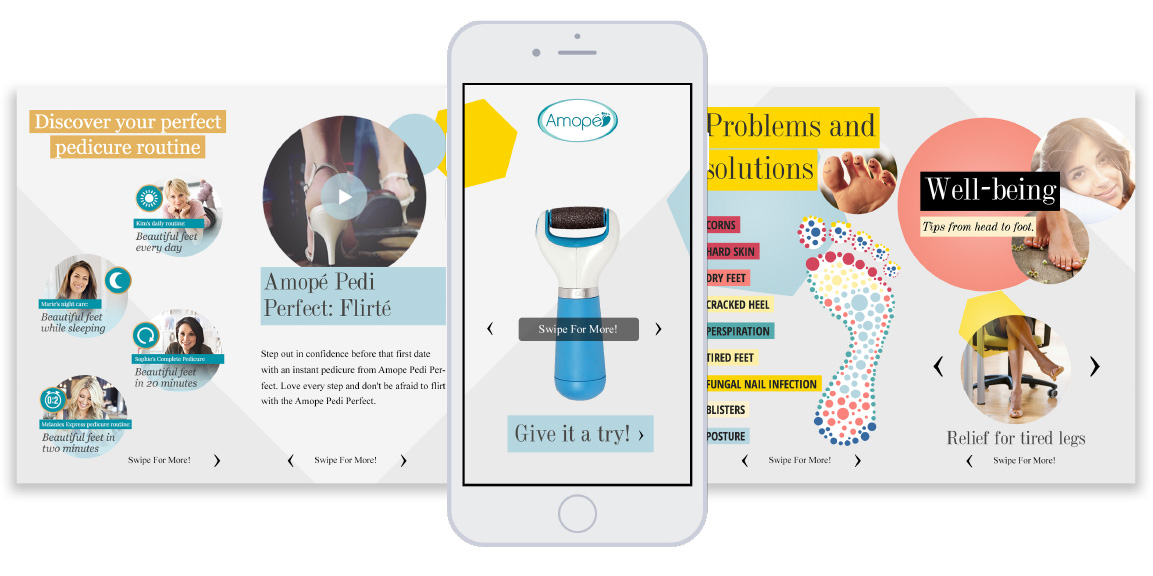 Discover your perfect
pedicure routine
Kim's daily routine:
Beautiful feet
every day
Marie's night care:
Beautiful feet
while sleeping
Sophie's Complete Pedicure
Beautiful feet
in 20 minutes
0:2
Melanies Express pedicure routine:
Beautiful feet in
two minutes
Swipe For More!
Amopé Pedi
Perfect: Flirté
Step out in confidence before that first date
with an instant pedicure from Amope Pedi Per-
fect. Love every step and don't be afraid to flirt
with the Amope Pedi Perfect.
Swipe For More!
Amopé
Swipe For More!
Give it a try! ›
Problems and
solutions
CORNS
HARD SKIN
DRY FEET
CRACKED HEEL
PERSPIRATION
TIRED FEET
FUNGAL NAIL INFECTION
BLISTERS
POSTURE
Swipe For More!
Well-being
Tips from head to foot.
Relief for tired legs
Swipe For More!